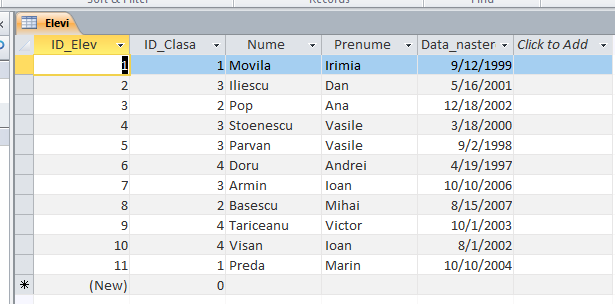 Sort & Filter Records Find
Elevi
ID_Elev ID_Clasa Nume Prenume Data_naster Click to Add
1 1 Movila Irimia 9/12/1999
2 3 Iliescu Dan 5/16/2001
3 2 Pop Ana 12/18/2002
4 3 Stoenescu Vasile 3/18/2000
5 3 Parvan Vasile 9/2/1998
6 4 Doru Andrei 4/19/1997
7 3 Armin Ioan 10/10/2006
8 2 Basescu Mihai 8/15/2007
9 4 Tariceanu Victor 10/1/2003
10 4 Visan Ioan 8/1/2002
11 1 Preda Marin 10/10/2004
(New) 0